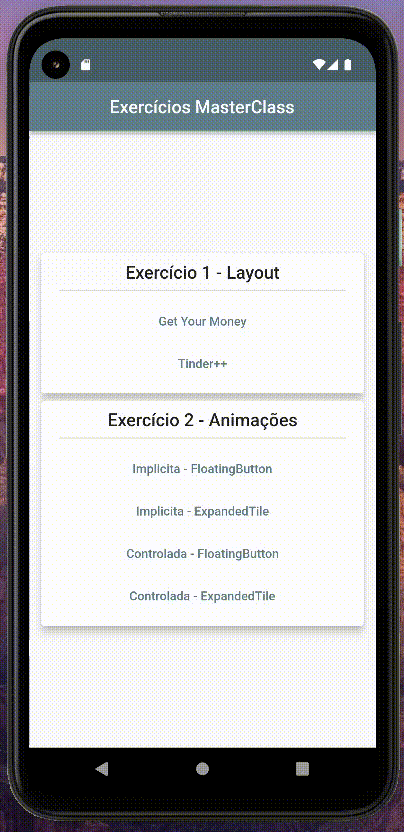 Exercícios MasterClass
Exercício 1 - Layout
Get Your Money
Tinder++
Exercício 2 - Animações
Implicita - FloatingButton
Implicita - ExpandedTile
Controlada - FloatingButton
Controlada - ExpandedTile